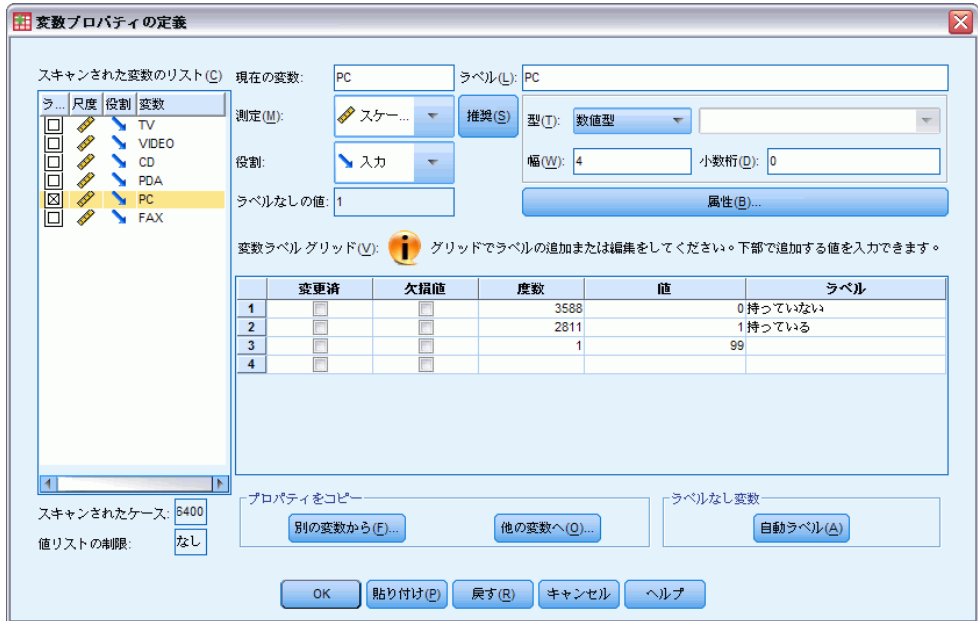 変数プロパティの定義
スキャンされた変数のリスト(C)
ラ... 尺度 役割 変数
TV
VIDEO
CD
PDA
PC
FAX
スキャンされたケース: 6400
値リストの制限: なし
現在の変数: PC ラベル(L): PC
測定(M): スケー... 推奨(S) 型(T): 数値型
役割: 入力 幅(W): 4 小数桁(D): 0
ラベルなしの値: 1 属性(B)...
変数ラベル グリッド(V): i グリッドでラベルの追加または編集をしてください。下部で追加する値を入力できます。
変更済 欠損値 度数 値 ラベル
1 3588 0 持っていない
2 2811 1 持っている
3 1 99
4
プロパティをコピー ラベルなし変数
別の変数から(F)... 他の変数へ(O)... 自動ラベル(A)
OK 貼り付け(P) 戻す(R) キャンセル ヘルプ